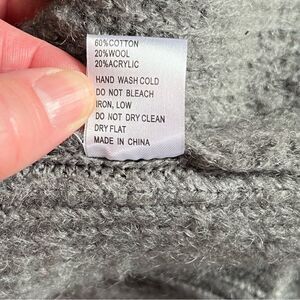 60%COTTON
20%WOOL
20%ACRYLIC
HAND WASH COLD
DO NOT BLEACH
IRON, LOW
DO NOT DRY CLEAN
DRY FLAT
MADE IN CHINA